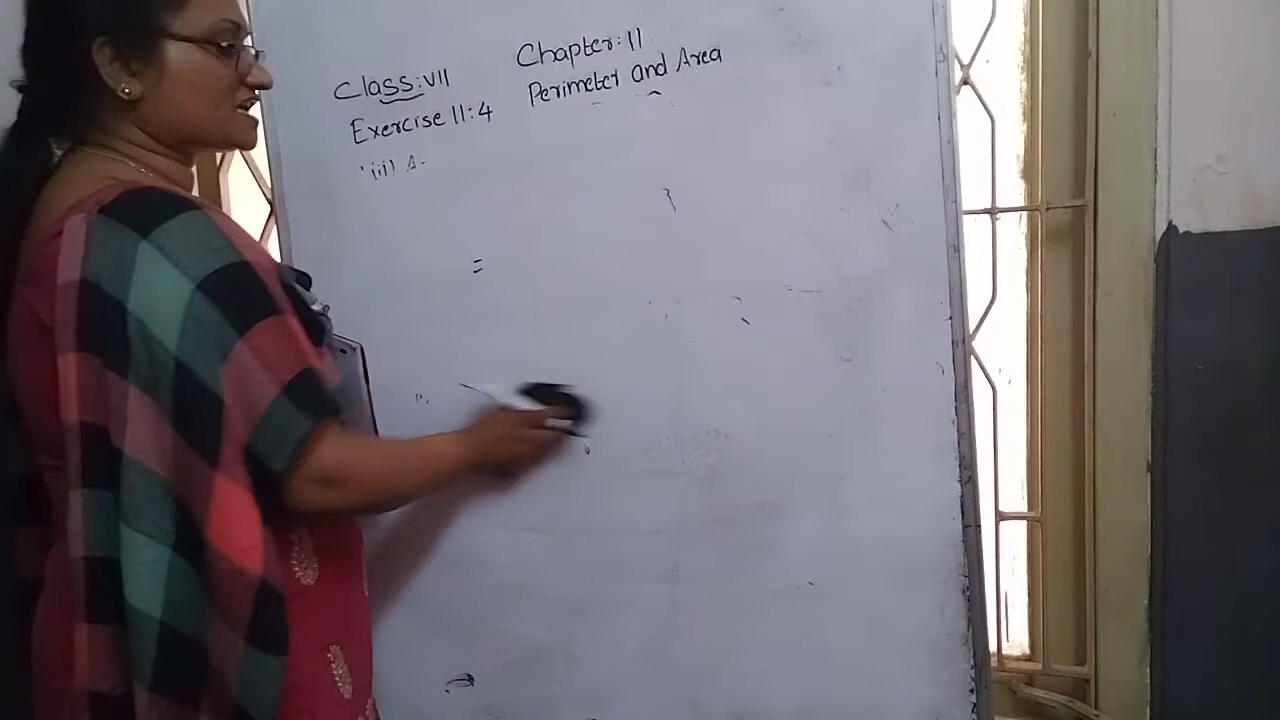 Chapter: 11
Class: VII
Perimeter and Area
Exercise 11:4
(iii) A
=